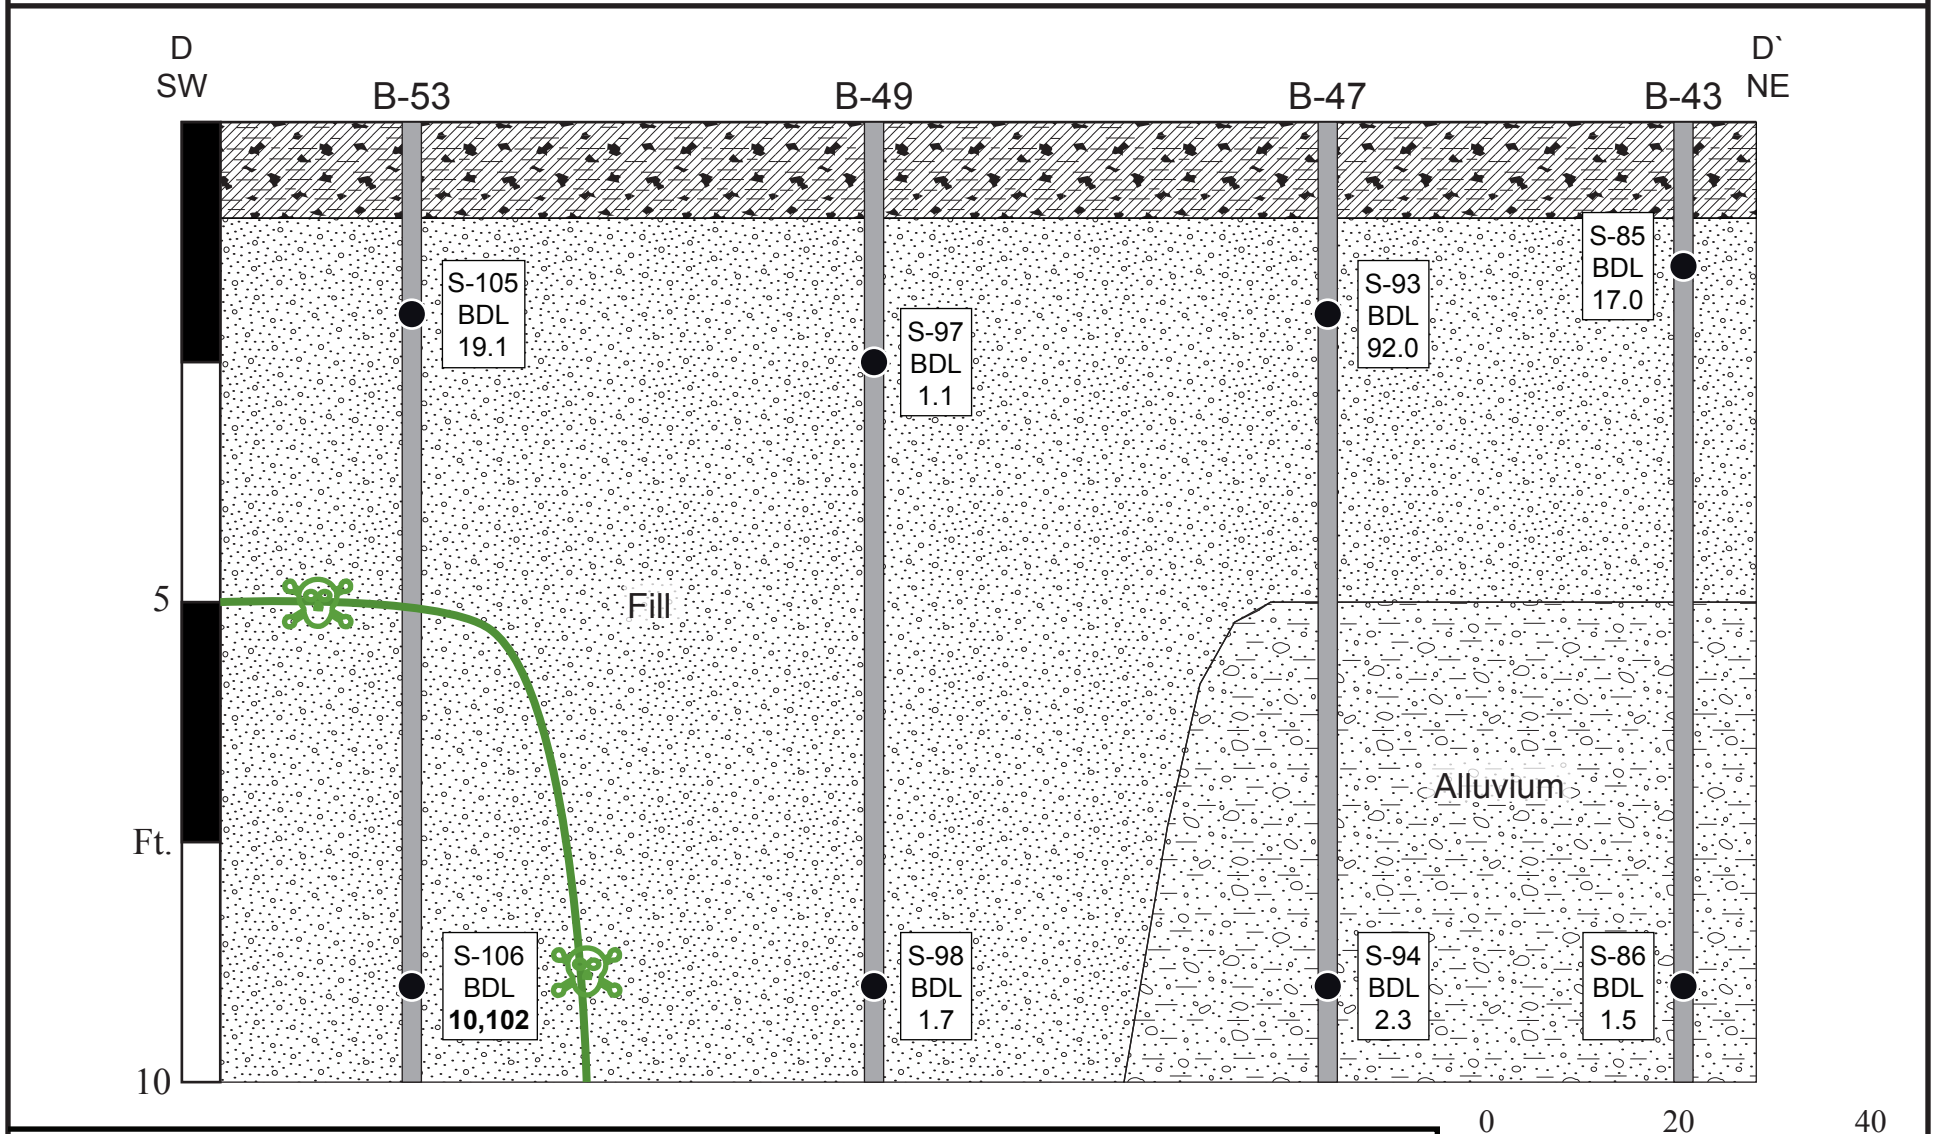 D
SW
B-53
B-49
B-47
B-43
D`
NE
S-105
BDL
19.1
S-97
BDL
1.1
S-93
BDL
92.0
S-85
BDL
17.0
5
Fill
Alluvium
Ft.
S-106
BDL
10,102
S-98
BDL
1.7
S-94
BDL
2.3
S-86
BDL
1.5
10
0 20 40